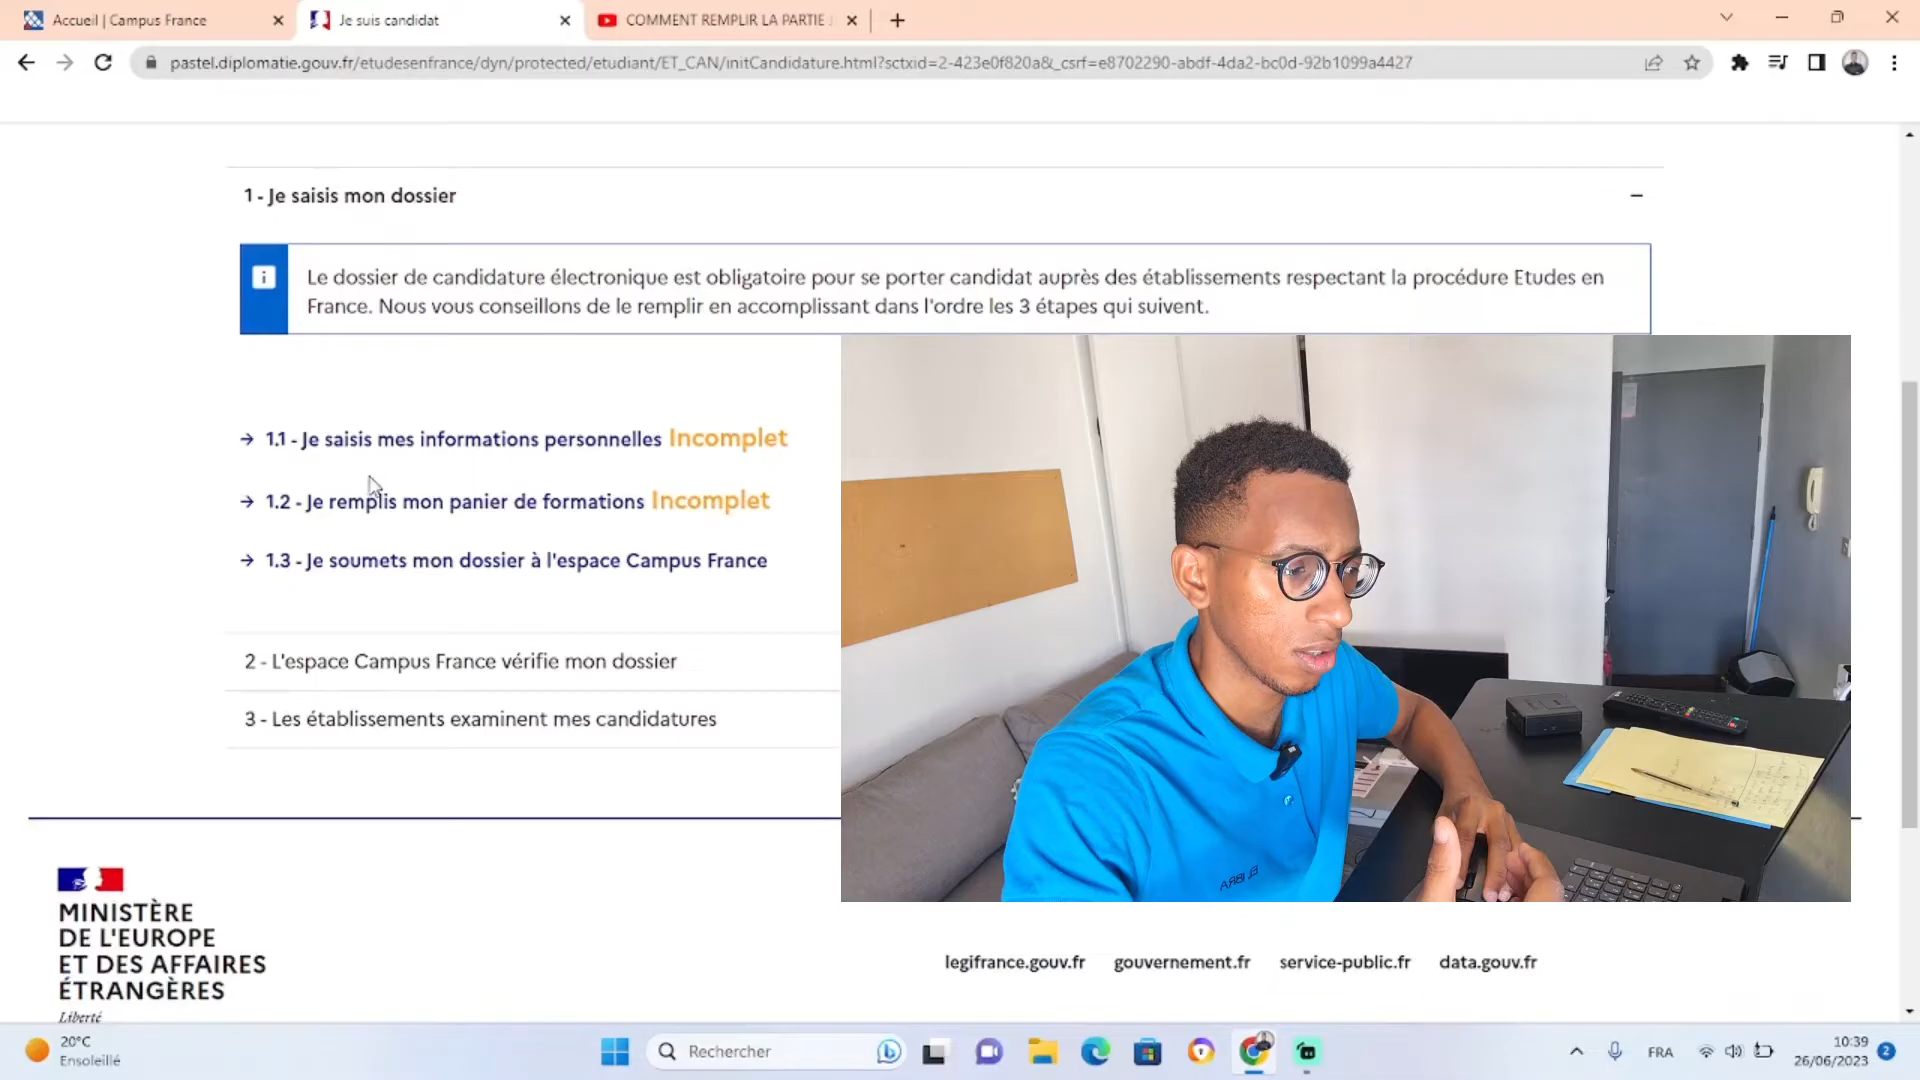 Accueil | Campus France
Je suis candidat
COMMENT REMPLIR LA PARTIE
pastel.diplomatie.gouv.fr/etudesenfrance/dyn/protected/etudiant/ET_CAN/initCandidature.html?sctxid=2-423e0f820a&_csrf=e8702290-abdf-4da2-bc0d-92b1099a4427
1 - Je saisis mon dossier
i
Le dossier de candidature électronique est obligatoire pour se porter candidat auprès des établissements respectant la procédure Etudes en
France. Nous vous conseillons de le remplir en accomplissant dans l'ordre les 3 étapes qui suivent.
1.1 - Je saisis mes informations personnelles Incomplet
1.2 - Je remplis mon panier de formations Incomplet
1.3 - Je soumets mon dossier à l'espace Campus France
2 - L'espace Campus France vérifie mon dossier
3 - Les établissements examinent mes candidatures
MINISTÈRE
DE L'EUROPE
ET DES AFFAIRES
ÉTRANGÈRES
Liberté
legifrance.gouv.fr gouvernement.fr service-public.fr data.gouv.fr
20°C
Ensoleillé
Rechercher
FRA
10:39
26/06/2023
2